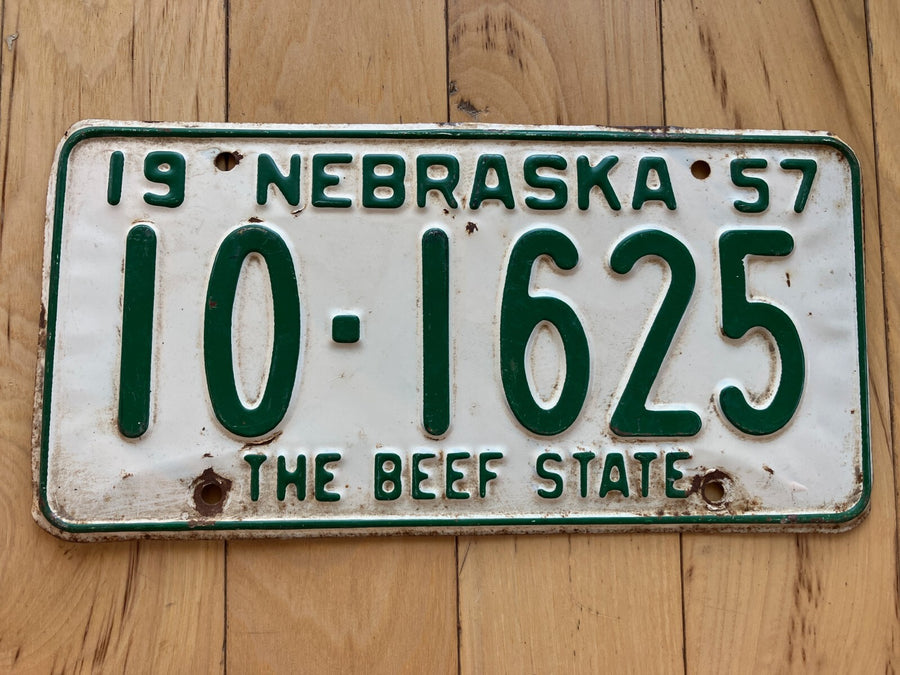 19 NEBRASKA 57
10·1625
THE BEEF STATE